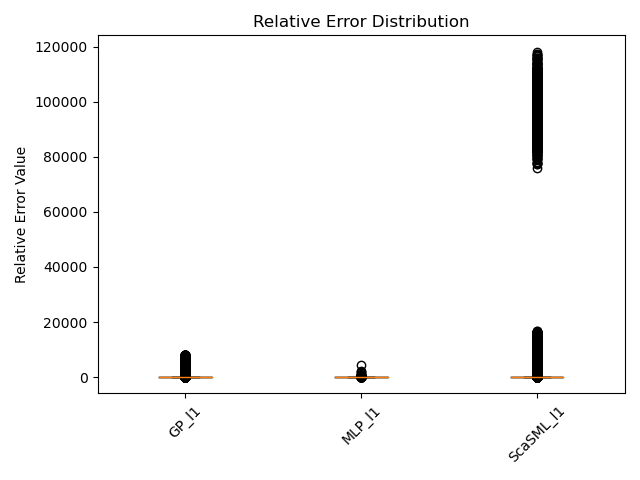 Relative Error Distribution
120000
100000
80000
60000
40000
20000
0
Relative Error Value
GP_l1
MLP_l1
ScaSML_l1